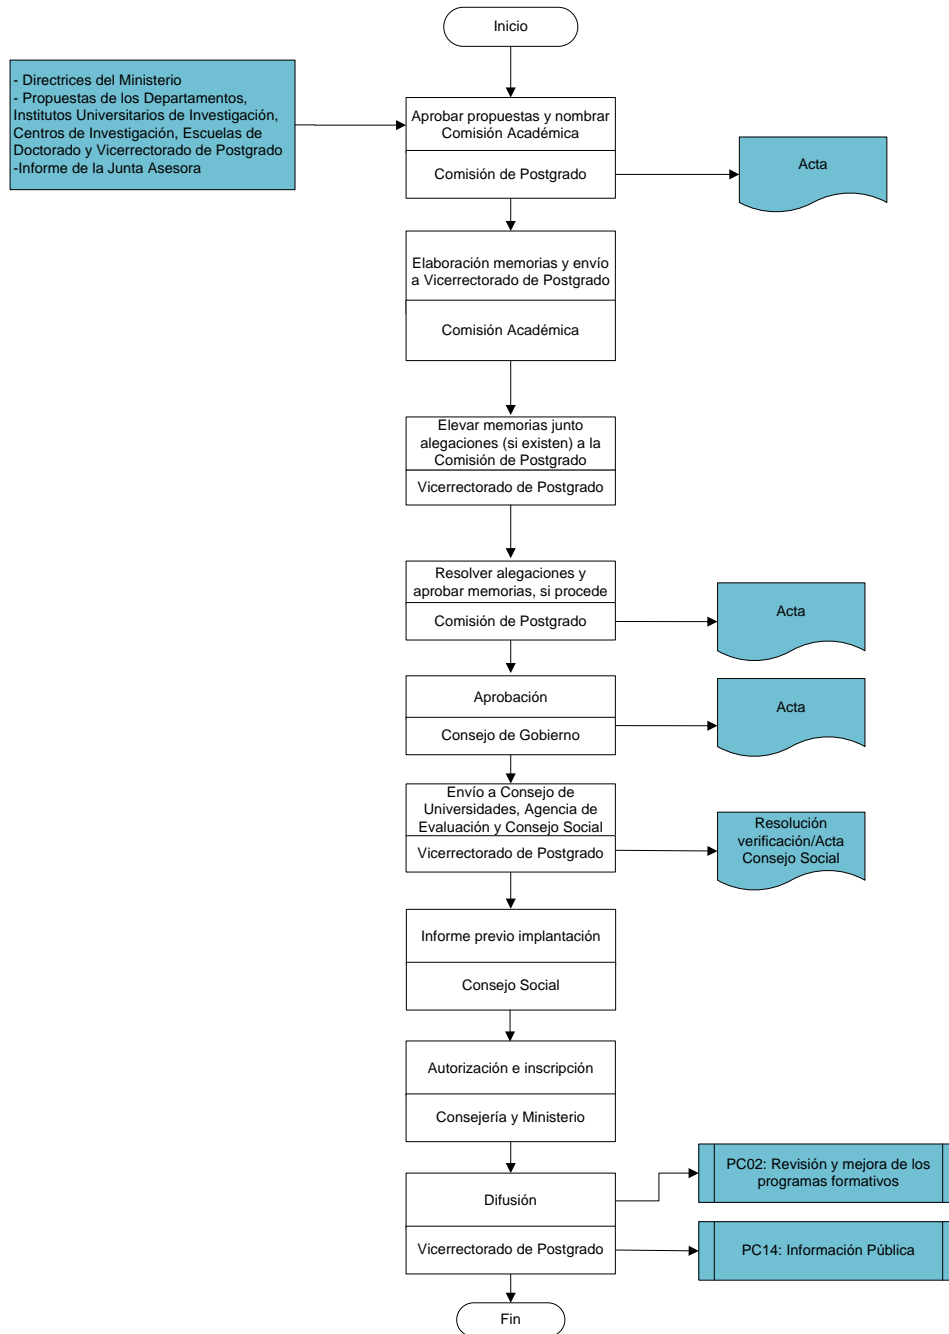 Inicio
- Directrices del Ministerio
- Propuestas de los Departamentos,
Institutos Universitarios de Investigación,
Centros de Investigación, Escuelas de
Doctorado y Vicerrectorado de Postgrado
-Informe de la Junta Asesora
Aprobar propuestas y nombrar
Comisión Académica
Comisión de Postgrado
Acta
Elaboración memorias y envío
a Vicerrectorado de Postgrado
Comisión Académica
Elevar memorias junto
alegaciones (si existen) a la
Comisión de Postgrado
Vicerrectorado de Postgrado
Resolver alegaciones y
aprobar memorias, si procede
Comisión de Postgrado
Acta
Aprobación
Consejo de Gobierno
Acta
Envío a Consejo de
Universidades, Agencia de
Evaluación y Consejo Social
Vicerrectorado de Postgrado
Resolución
verificación/Acta
Consejo Social
Informe previo implantación
Consejo Social
Autorización e inscripción
Consejería y Ministerio
Difusión
Vicerrectorado de Postgrado
PC02: Revisión y mejora de los
programas formativos
PC14: Información Pública
Fin